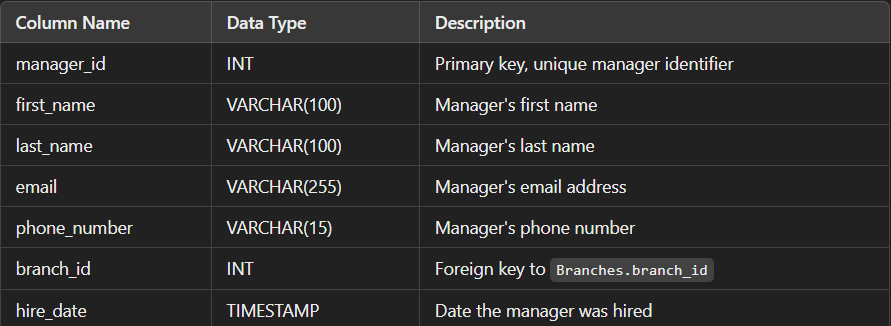 Column Name Data Type Description
manager_id INT Primary key, unique manager identifier
first_name VARCHAR(100) Manager's first name
last_name VARCHAR(100) Manager's last name
email VARCHAR(255) Manager's email address
phone_number VARCHAR(15) Manager's phone number
branch_id INT Foreign key to Branches.branch_id
hire_date TIMESTAMP Date the manager was hired